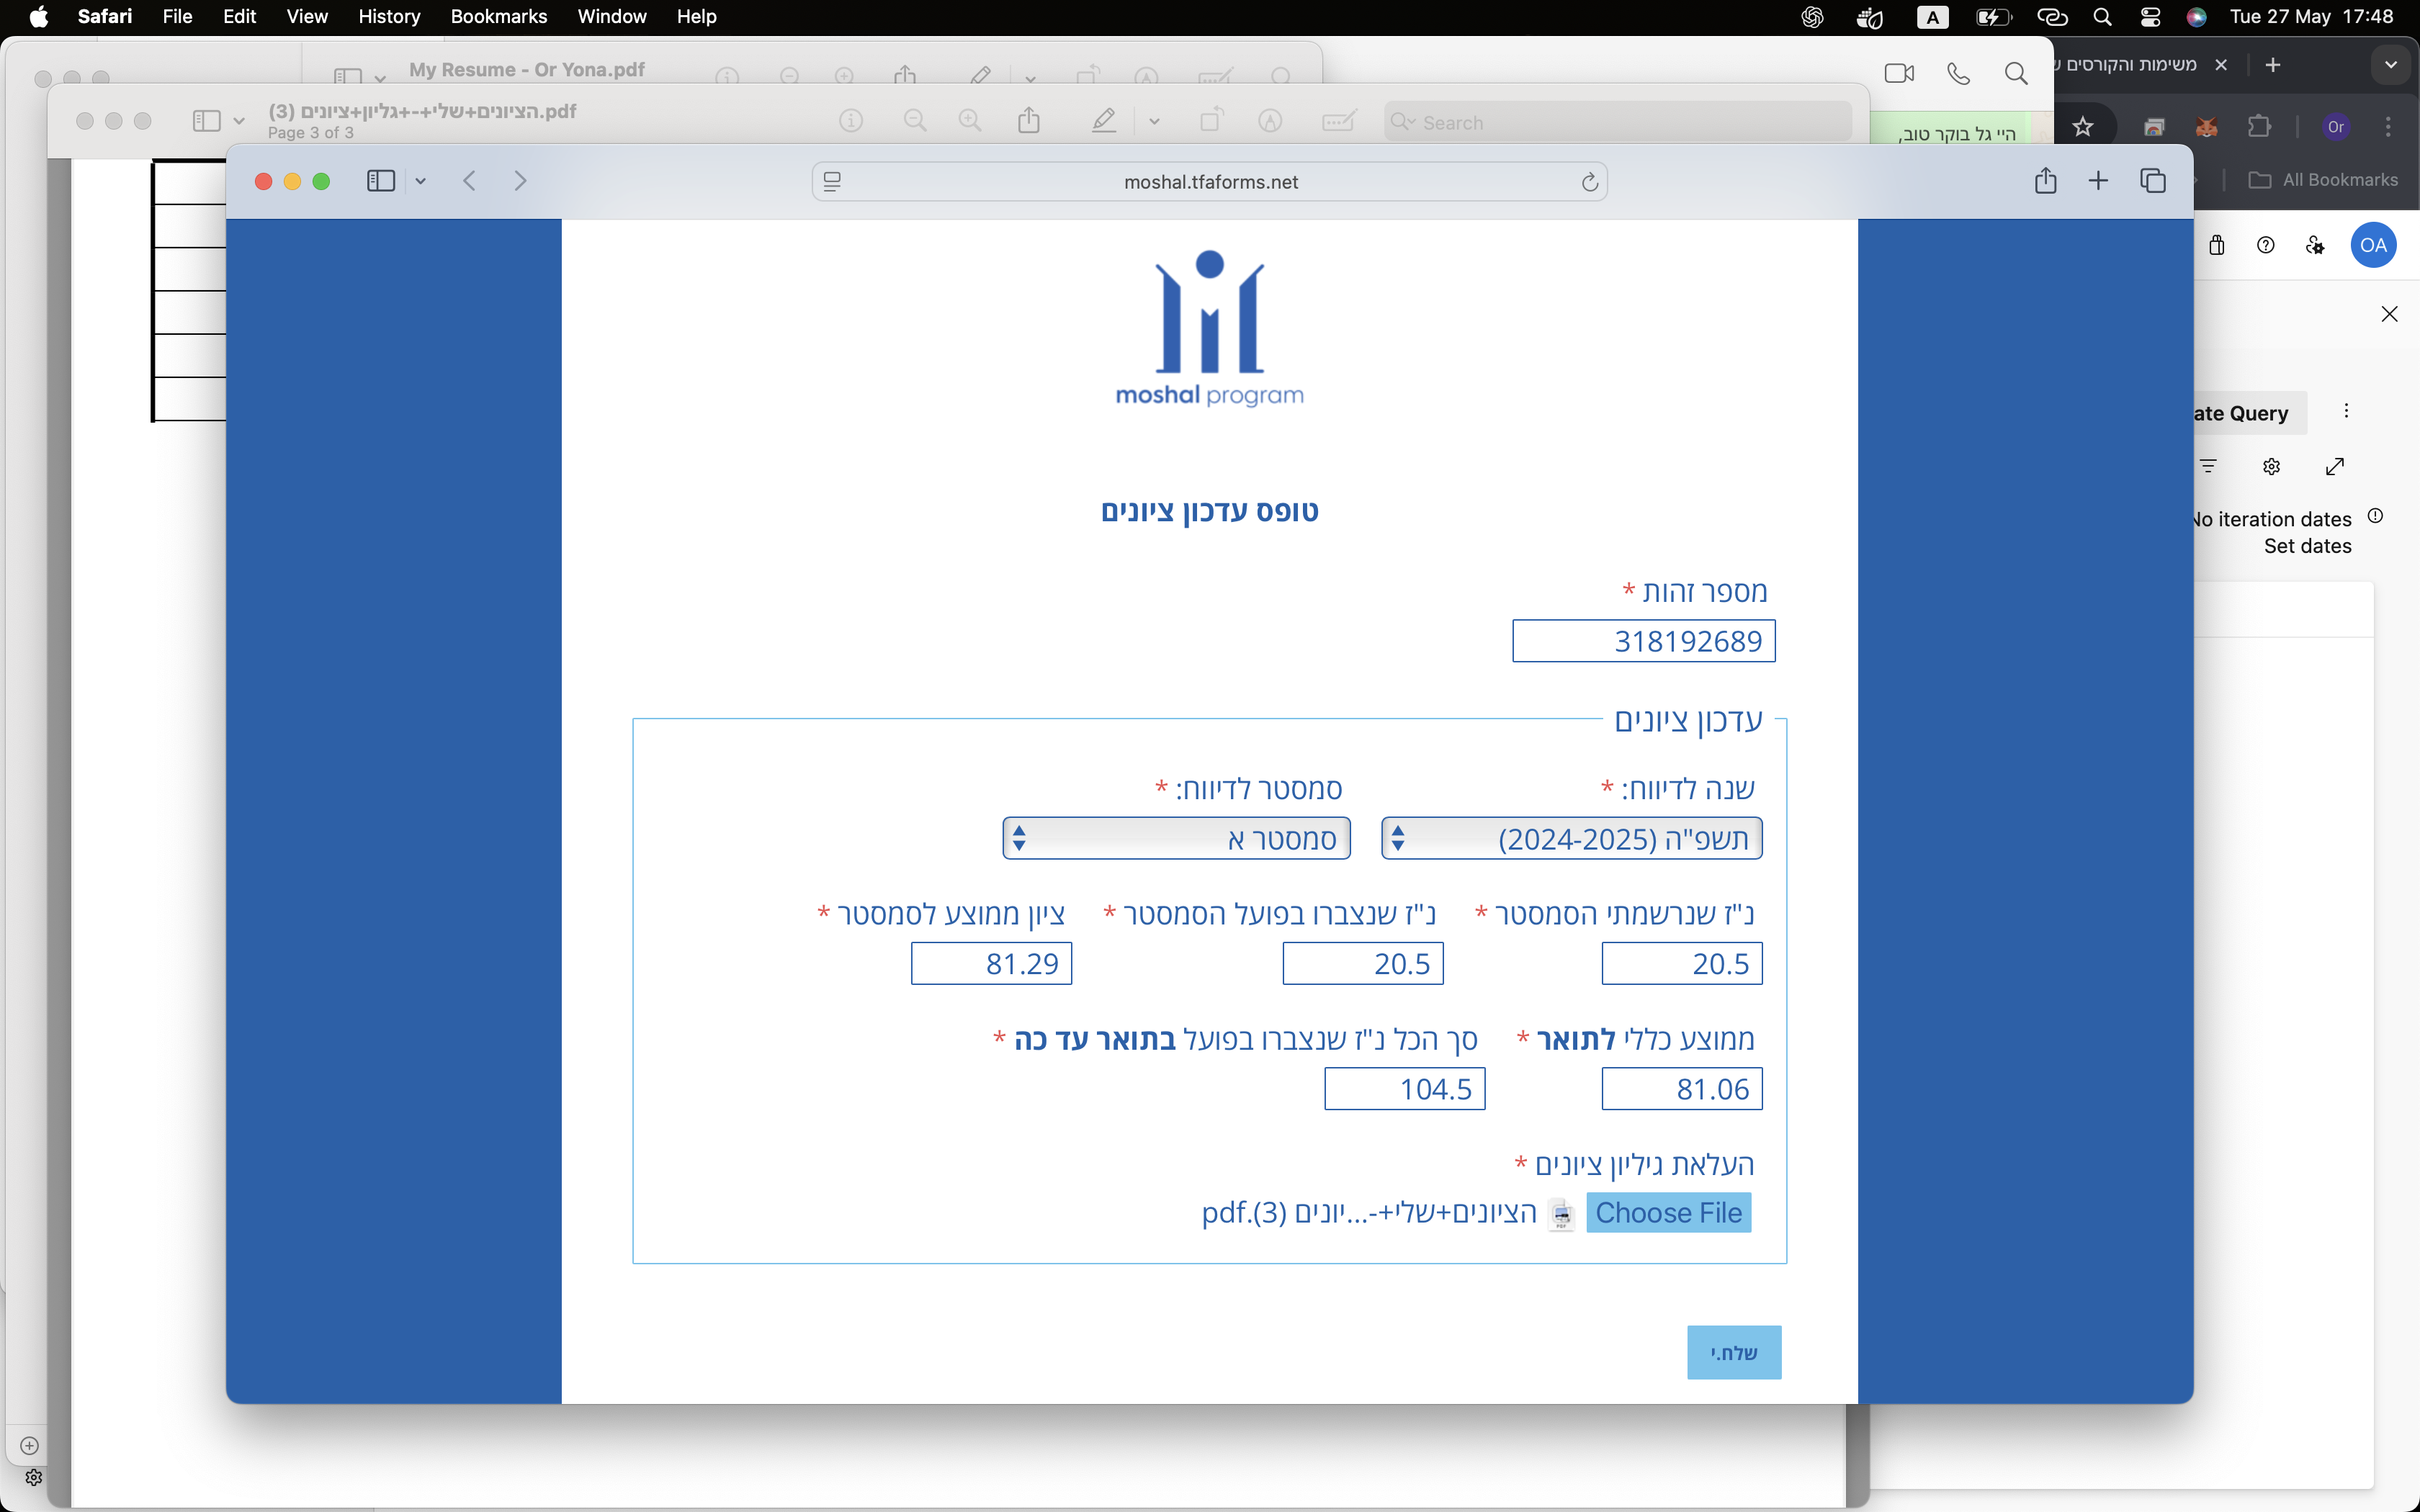 Safari File Edit View History Bookmarks Window Help
A
Tue 27 May 17:48
My Resume - Or Yona.pdf
משימות והקורסים
הציונים+שלי+-+גליון+ציונים (3).pdf
Page 3 of 3
Search
היי גל בוקר טוב,
Or
All Bookmarks
moshal.tfaforms.net
OA
moshal program
ate Query
טופס עדכון ציונים
No iteration dates
Set dates
מספר זהות *
318192689
עדכון ציונים
שנה לדיווח: * סמסטר לדיווח: *
תשפ"ה (2024-2025) סמסטר א
נ"ז שנרשמתי הסמסטר * נ"ז שנצברו בפועל הסמסטר * ציון ממוצע לסמסטר *
20.5 20.5 81.29
ממוצע כללי לתואר * סך הכל נ"ז שנצברו בפועל בתואר עד כה *
81.06 104.5
העלאת גיליון ציונים *
Choose File הציונים+שלי+-...יונים (3).pdf
שלח.י